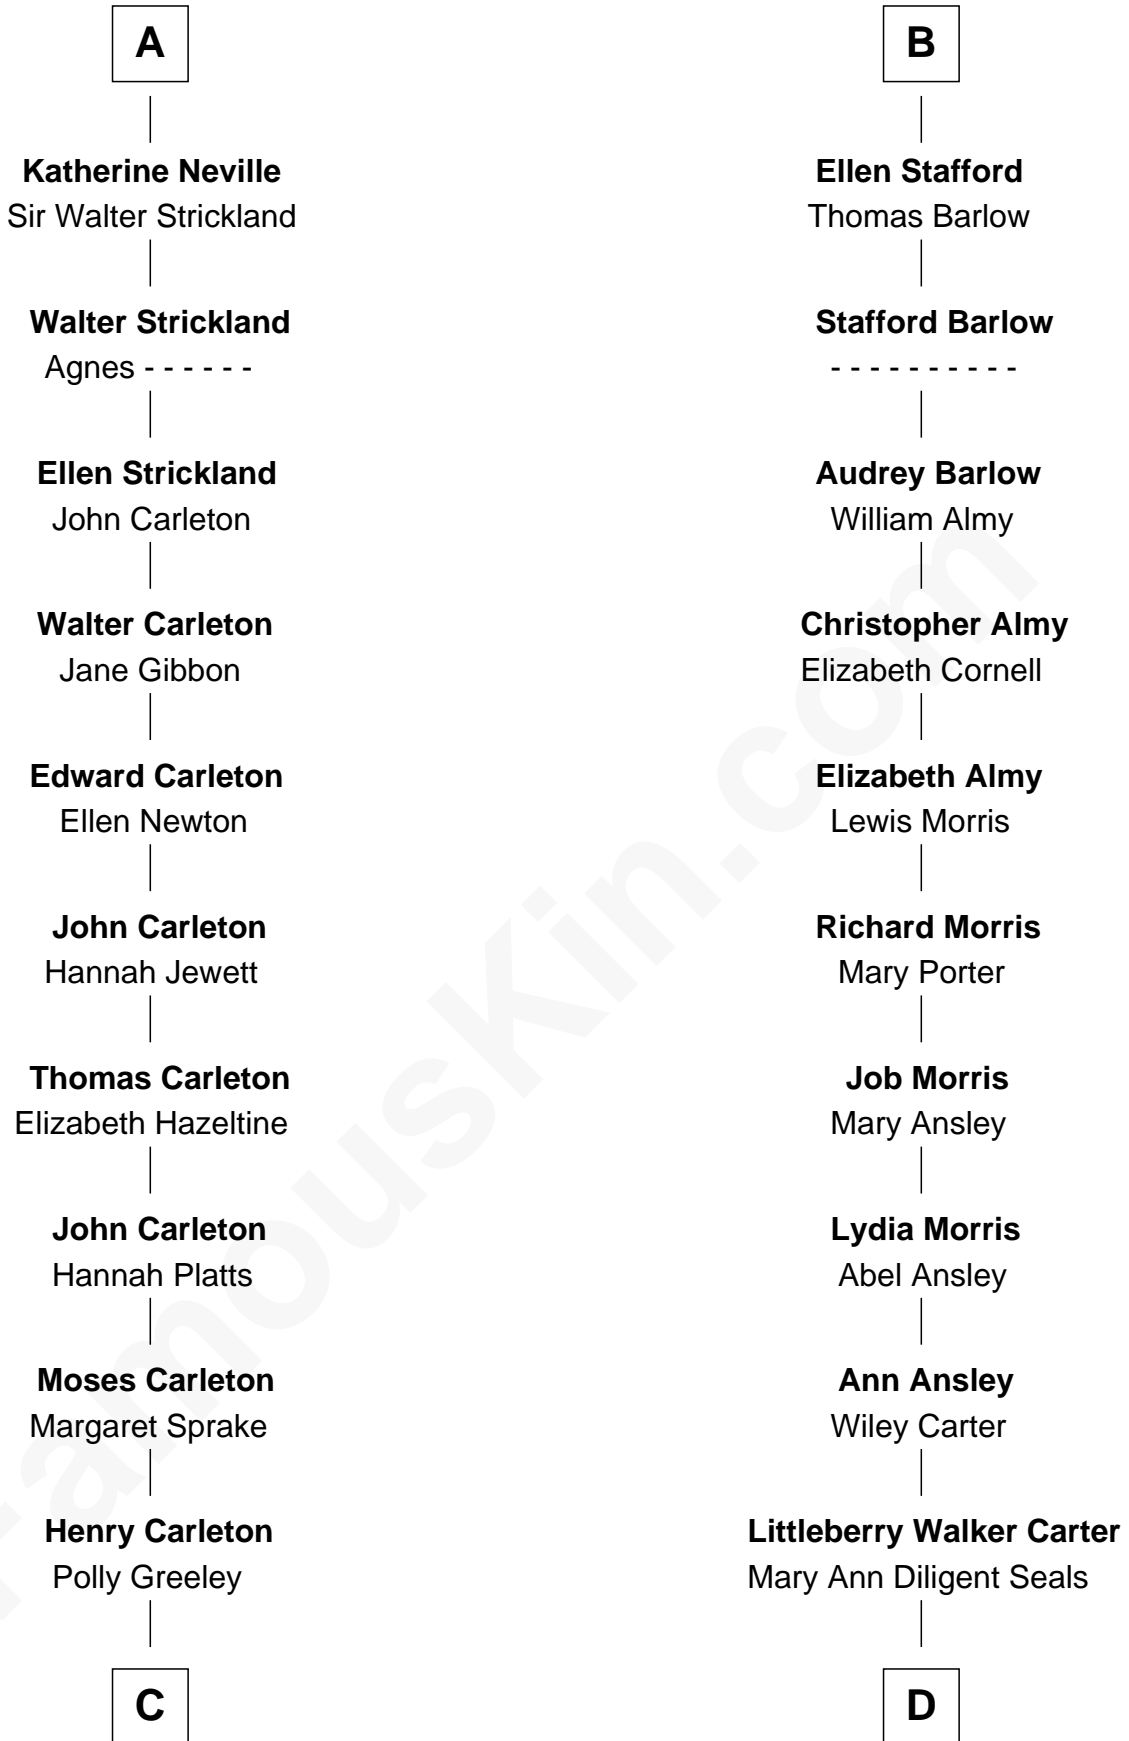 A
Katherine Neville
Sir Walter Strickland
Walter Strickland
Agnes - - - - - -
Ellen Strickland
John Carleton
Walter Carleton
Jane Gibbon
Edward Carleton
Ellen Newton
John Carleton
Hannah Jewett
Thomas Carleton
Elizabeth Hazeltine
John Carleton
Hannah Platts
Moses Carleton
Margaret Sprake
Henry Carleton
Polly Greeley
C
B
Ellen Stafford
Thomas Barlow
Stafford Barlow
- - - - - - - - - -
Audrey Barlow
William Almy
Christopher Almy
Elizabeth Cornell
Elizabeth Almy
Lewis Morris
Richard Morris
Mary Porter
Job Morris
Mary Ansley
Lydia Morris
Abel Ansley
Ann Ansley
Wiley Carter
Littleberry Walker Carter
Mary Ann Diligent Seals
D
FamousKin.com